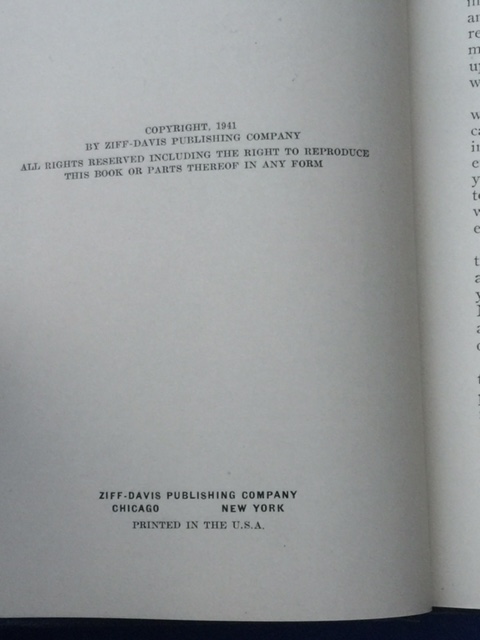 COPYRIGHT, 1941
BY ZIFF-DAVIS PUBLISHING COMPANY
ALL RIGHTS RESERVED INCLUDING THE RIGHT TO REPRODUCE
THIS BOOK OR PARTS THEREOF IN ANY FORM
ZIFF-DAVIS PUBLISHING COMPANY
CHICAGO NEW YORK
PRINTED IN THE U.S.A.